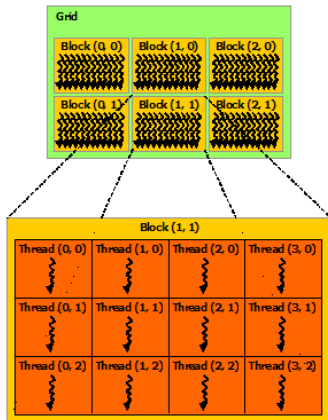 Grid
Block (0, 0) Block (1, 0) Block (2, 0)
Block (0, 1) Block (1, 1) Block (2, 1)
Block (1, 1)
Thread (0, 0) Thread (1, 0) Thread (2, 0) Thread (3, 0)
Thread (0, 1) Thread (1, 1) Thread (2, 1) Thread (3, 1)
Thread (0, 2) Thread (1, 2) Thread (2, 2) Thread (3, 2)